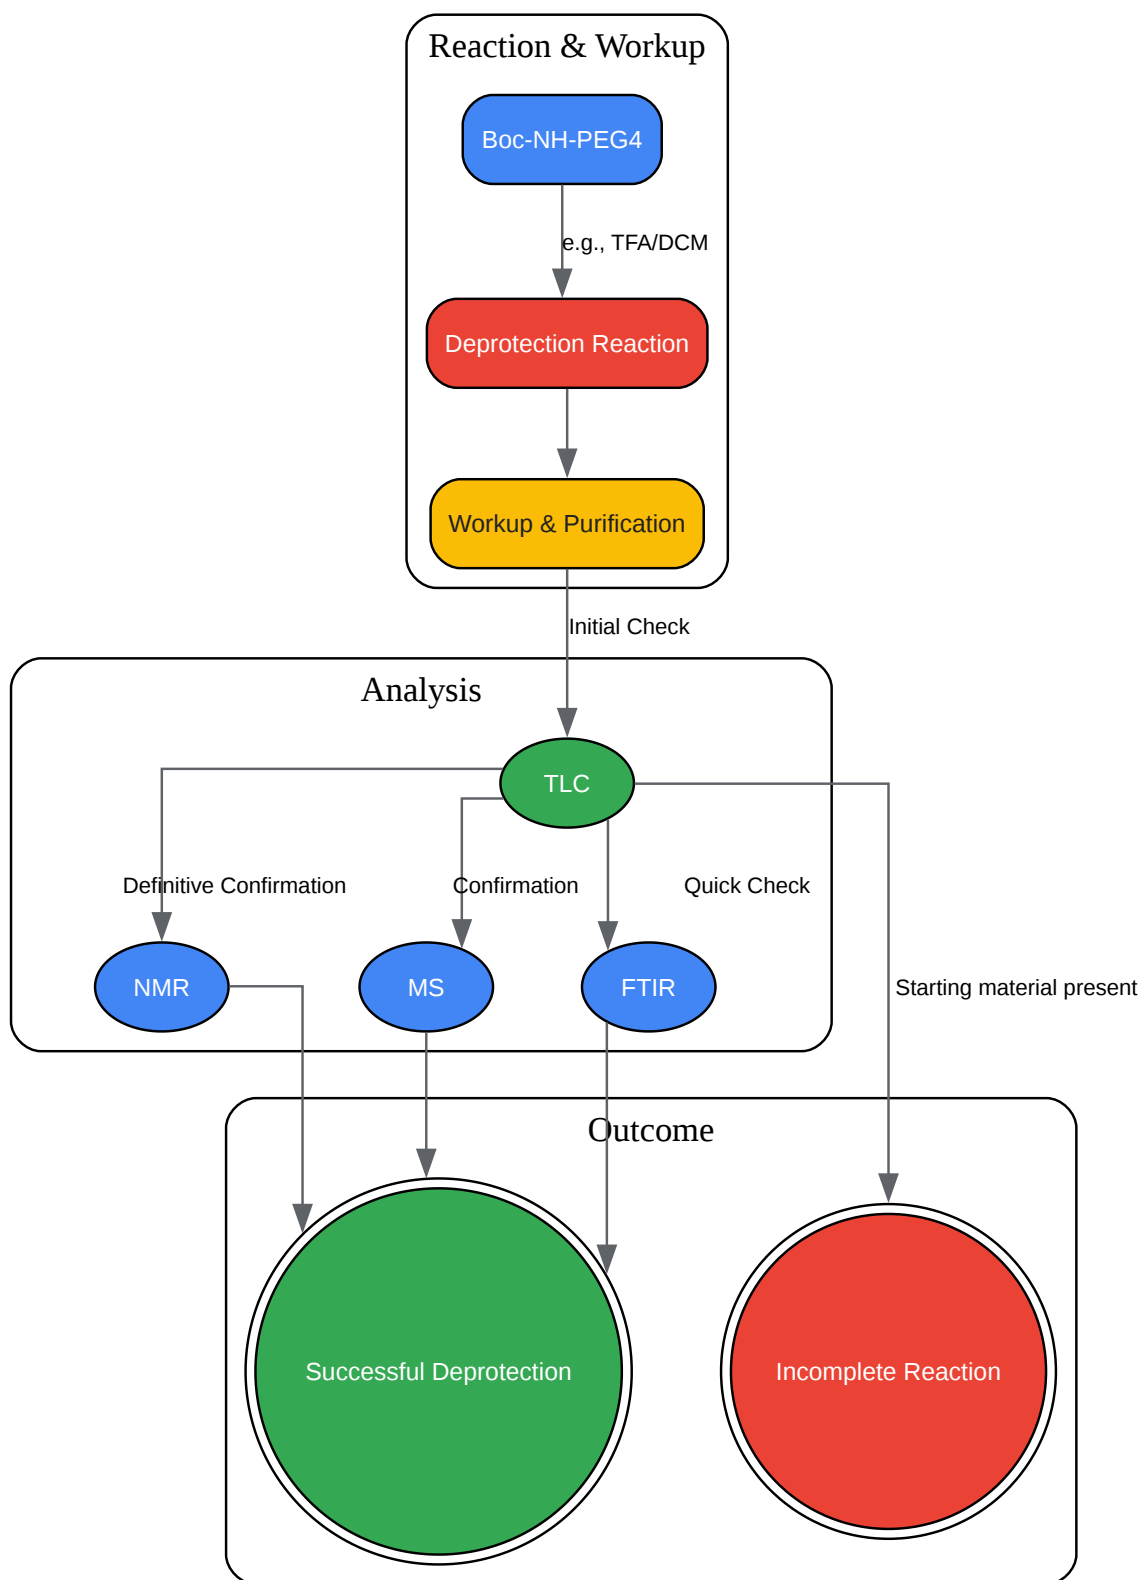 Reaction & Workup
Boc-NH-PEG4
e.g., TFA/DCM
Deprotection Reaction
Workup & Purification
Initial Check
Analysis
TLC
Definitive Confirmation
Confirmation
Quick Check
NMR
MS
FTIR
Starting material present
Outcome
Successful Deprotection
Incomplete Reaction